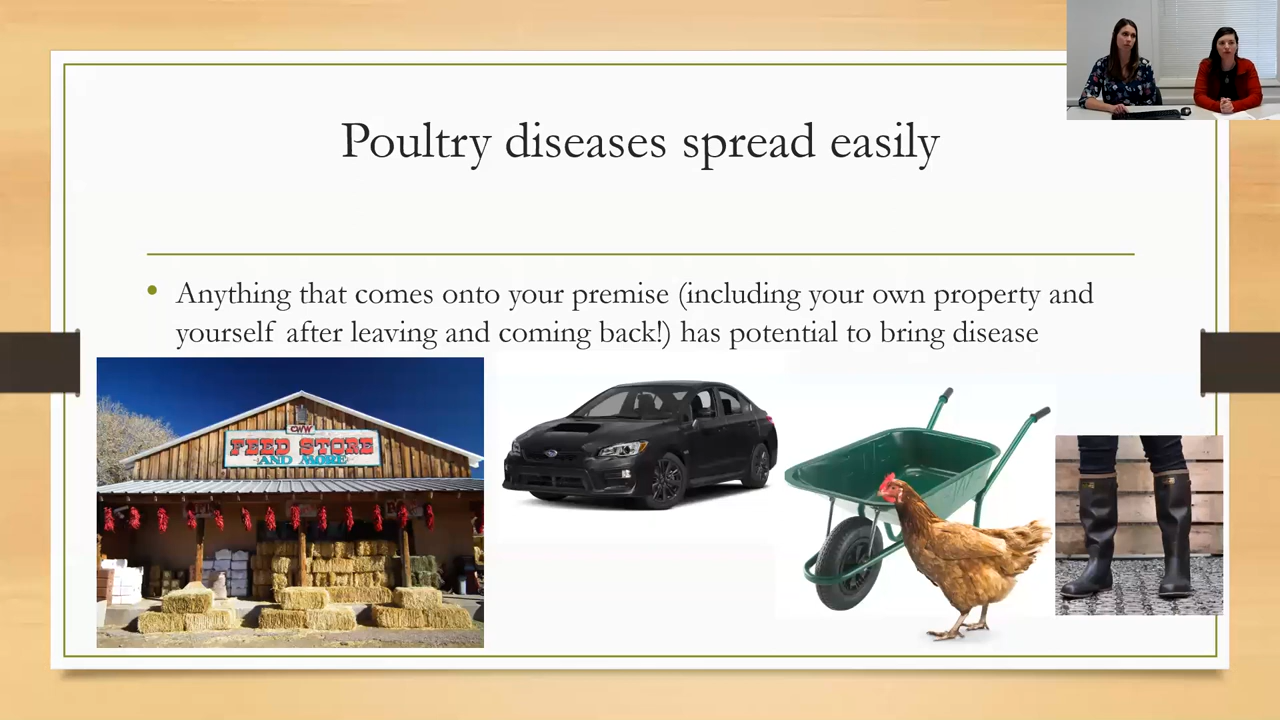 Poultry diseases spread easily
• Anything that comes onto your premise (including your own property and
yourself after leaving and coming back!) has potential to bring disease
FEED STORE
AND MORE